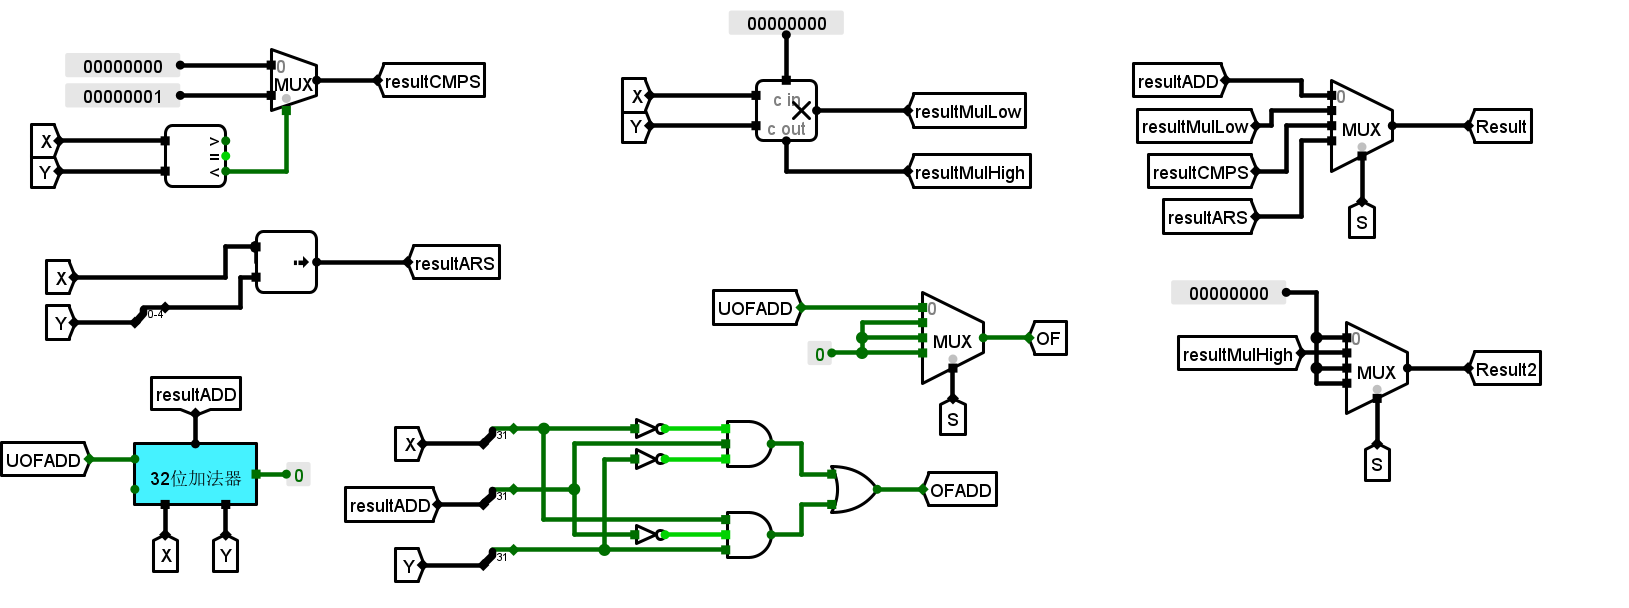 00000000
0
MUX
00000001
resultCMPS
X
Y
>
=
<
00000000
X
Y
c in
c out
resultMulLow
resultMulHigh
resultADD
resultMulLow
resultCMPS
resultARS
0
MUX
S
Result
X
Y
0-4
resultARS
UOFADD
0
0
MUX
S
OF
00000000
resultMulHigh
0
MUX
S
Result2
resultADD
UOFADD
32位加法器
0
X
Y
X
31
resultADD
31
Y
31
OFADD